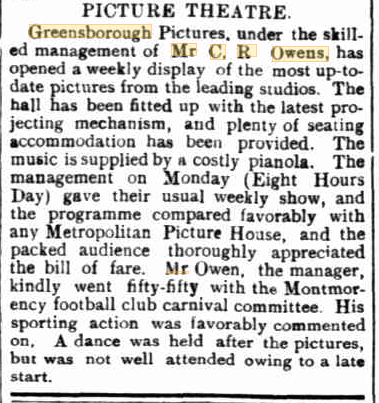 PICTURE THEATRE.
Greensborough Pictures, under the skill-
ed management of Mr C. R Owens, has
opened a weekly display of the most up-to-
date pictures from the leading studios. The
hall has been fitted up with the latest pro-
jecting mechanism, and plenty of seating
accommodation has been provided. The
music is supplied by a costly pianola. The
management on Monday (Eight Hours
Day) gave their usual weekly show, and
the programme compared favorably with
any Metropolitan Picture House, and the
packed audience thoroughly appreciated
the bill of fare. Mr Owen, the manager,
kindly went fifty-fifty with the Montmor-
ency football club carnival committee. His
sporting action was favorably commented
on. A dance was held after the pictures,
but was not well attended owing to a late
start.